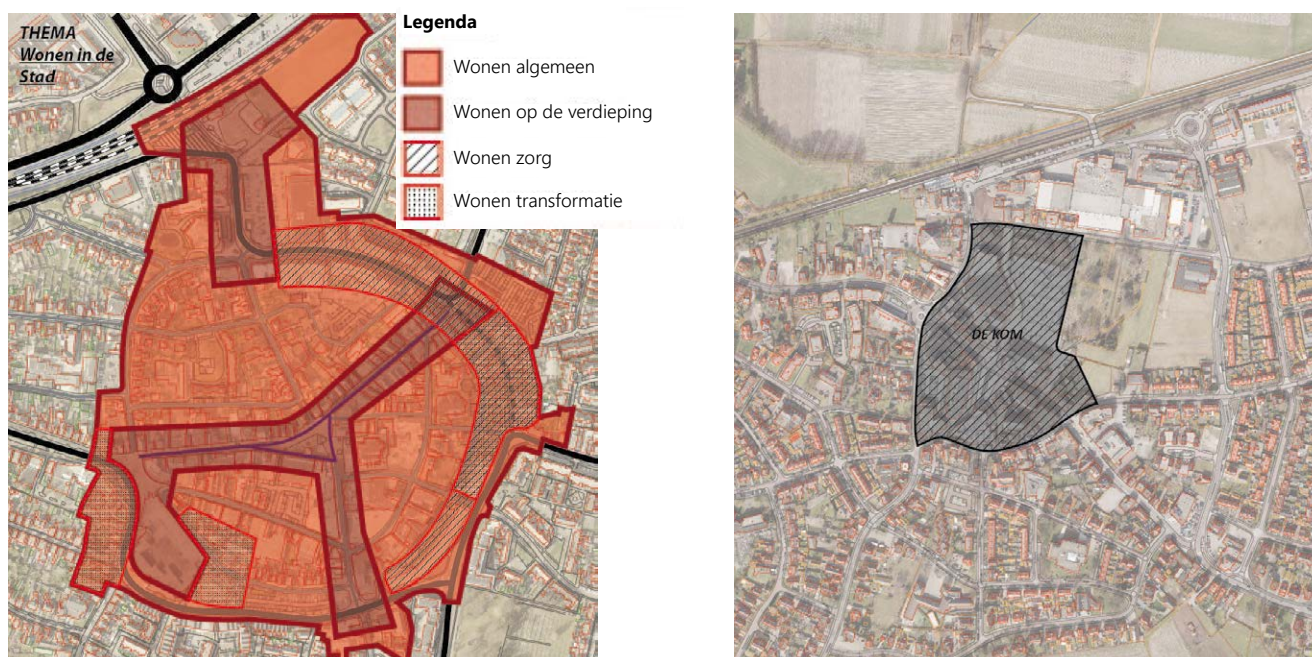 THEMA
Wonen in de
Stad
Legenda
Wonen algemeen
Wonen op de verdieping
Wonen zorg
Wonen transformatie
DE KOM